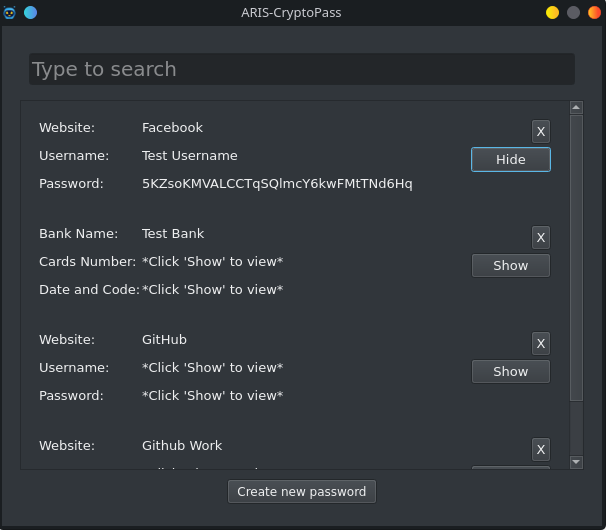 ARIS-CryptoPass
Type to search
Website: Facebook X
Username: Test Username Hide
Password: 5KZsoKMVALCCTqSQlmcY6kwFMtTNd6Hq
Bank Name: Test Bank X
Cards Number: *Click 'Show' to view* Show
Date and Code: *Click 'Show' to view*
Website: GitHub X
Username: *Click 'Show' to view* Show
Password: *Click 'Show' to view*
Website: Github Work X
Create new password